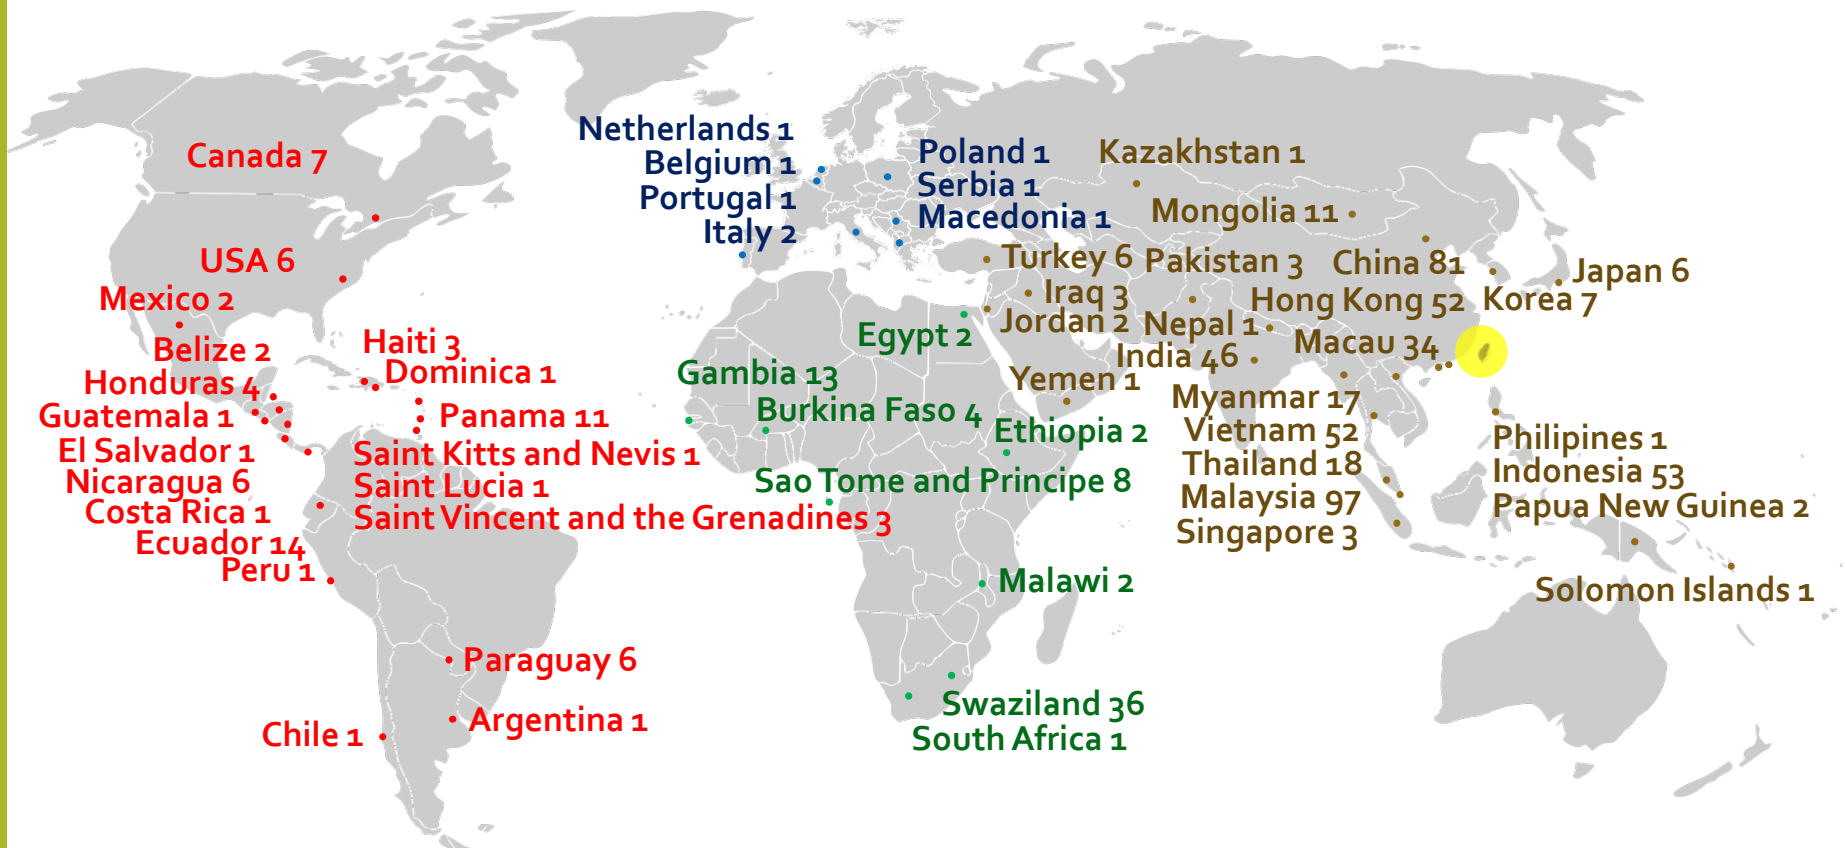 Canada 7
USA 6
Mexico 2
Belize 2
Honduras 4
Guatemala 1
El Salvador 1
Nicaragua 6
Costa Rica 1
Ecuador 14
Peru 1
Haiti 3
Dominica 1
Panama 11
Saint Kitts and Nevis 1
Saint Lucia 1
Saint Vincent and the Grenadines 3
Paraguay 6
Argentina 1
Chile 1
Netherlands 1
Belgium 1
Portugal 1
Italy 2
Poland 1
Serbia 1
Macedonia 1
Egypt 2
Gambia 13
Burkina Faso 4
Ethiopia 2
Sao Tome and Principe 8
Malawi 2
Swaziland 36
South Africa 1
Kazakhstan 1
Mongolia 11
Turkey 6
Pakistan 3
China 81
Japan 6
Iraq 3
Hong Kong 52
Korea 7
Jordan 2
Nepal 1
Macau 34
India 46
Yemen 1
Myanmar 17
Vietnam 52
Thailand 18
Malaysia 97
Singapore 3
Philipines 1
Indonesia 53
Papua New Guinea 2
Solomon Islands 1